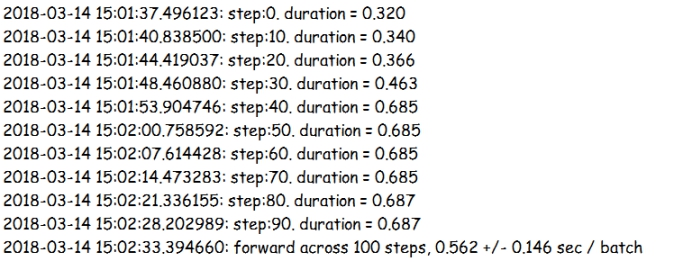 2018-03-14 15:01:37.496123: step:0. duration = 0.320
2018-03-14 15:01:40.838500: step:10. duration = 0.340
2018-03-14 15:01:44.419037: step:20. duration = 0.366
2018-03-14 15:01:48.460880: step:30. duration = 0.463
2018-03-14 15:01:53.904746: step:40. duration = 0.685
2018-03-14 15:02:00.758592: step:50. duration = 0.685
2018-03-14 15:02:07.614428: step:60. duration = 0.685
2018-03-14 15:02:14.473283: step:70. duration = 0.685
2018-03-14 15:02:21.336155: step:80. duration = 0.687
2018-03-14 15:02:28.202989: step:90. duration = 0.687
2018-03-14 15:02:33.394660: forward across 100 steps, 0.562 +/- 0.146 sec / batch